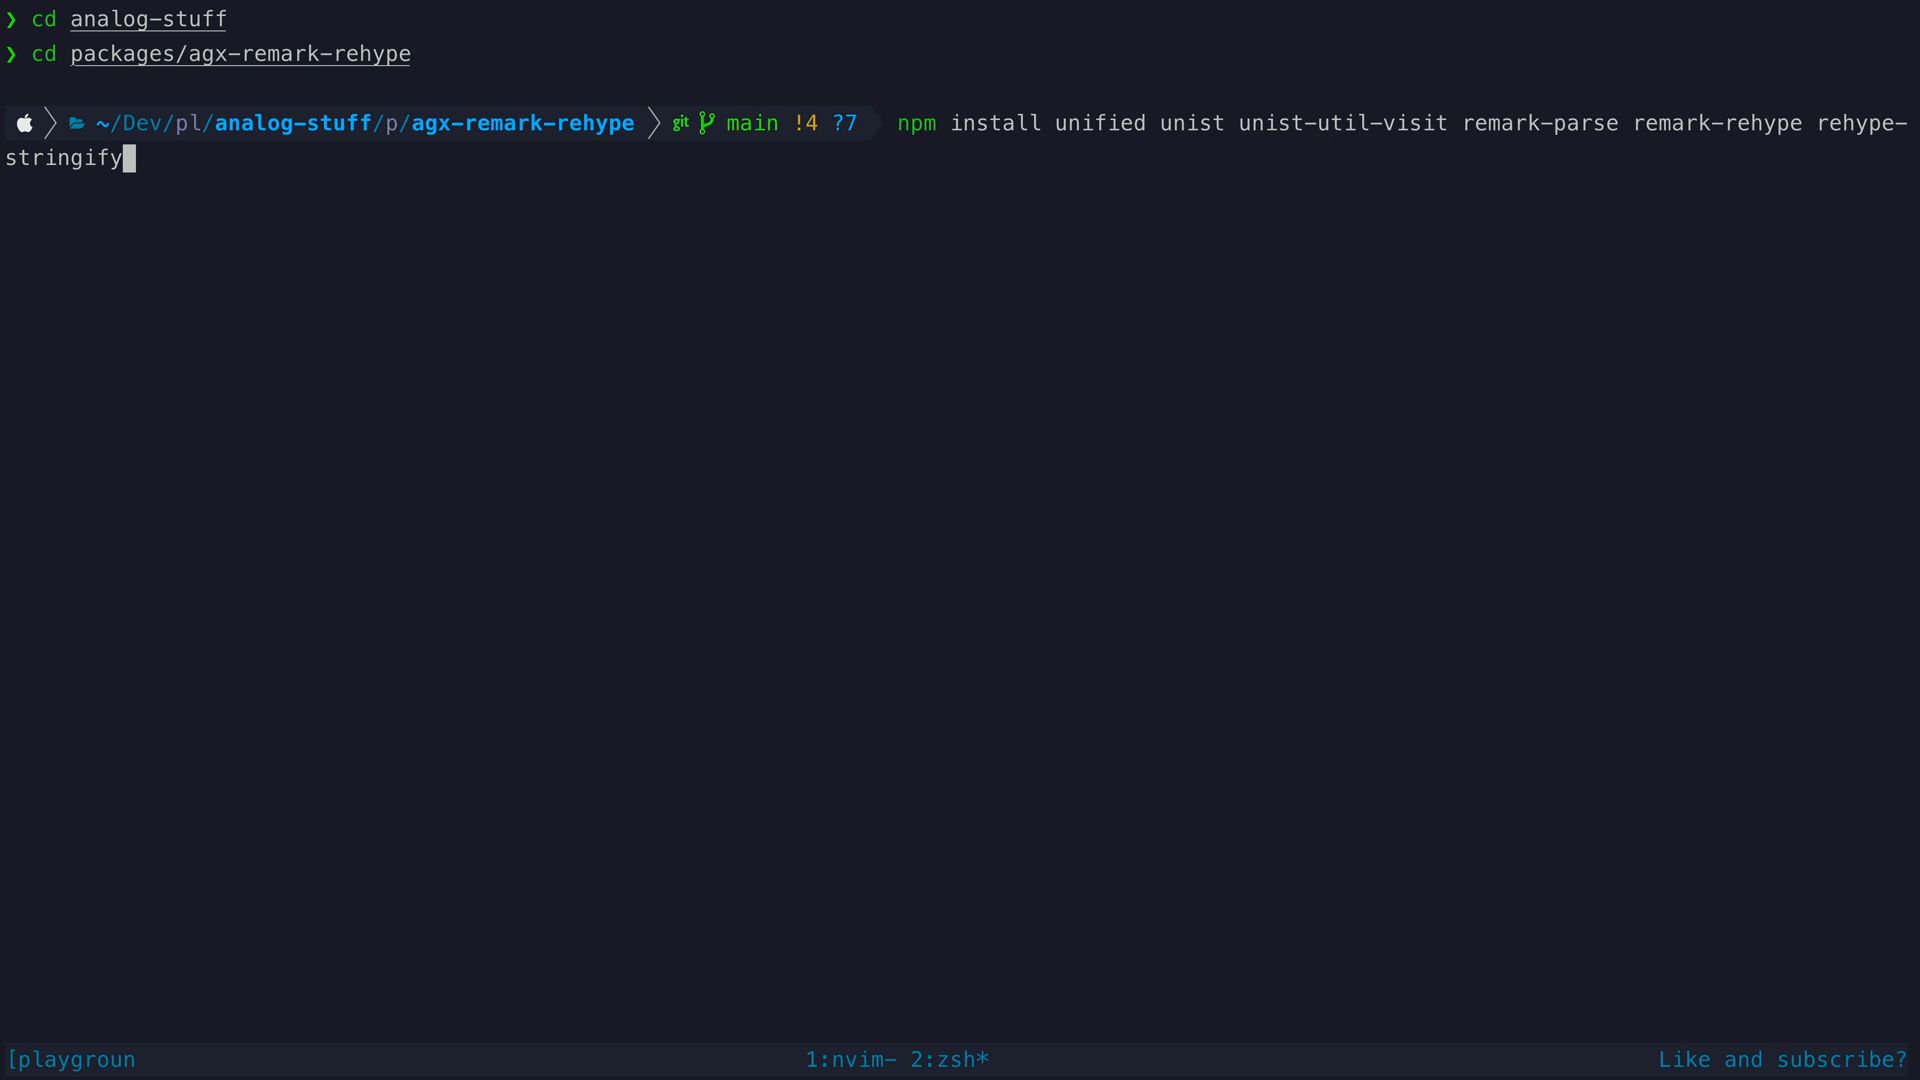 ❯ cd analog-stuff
❯ cd packages/agx-remark-rehype
~/Dev/pl/analog-stuff/p/agx-remark-rehype git main !4 ?7 npm install unified unist unist-util-visit remark-parse remark-rehype rehype-
stringify
[playgroun 1:nvim- 2:zsh* Like and subscribe?